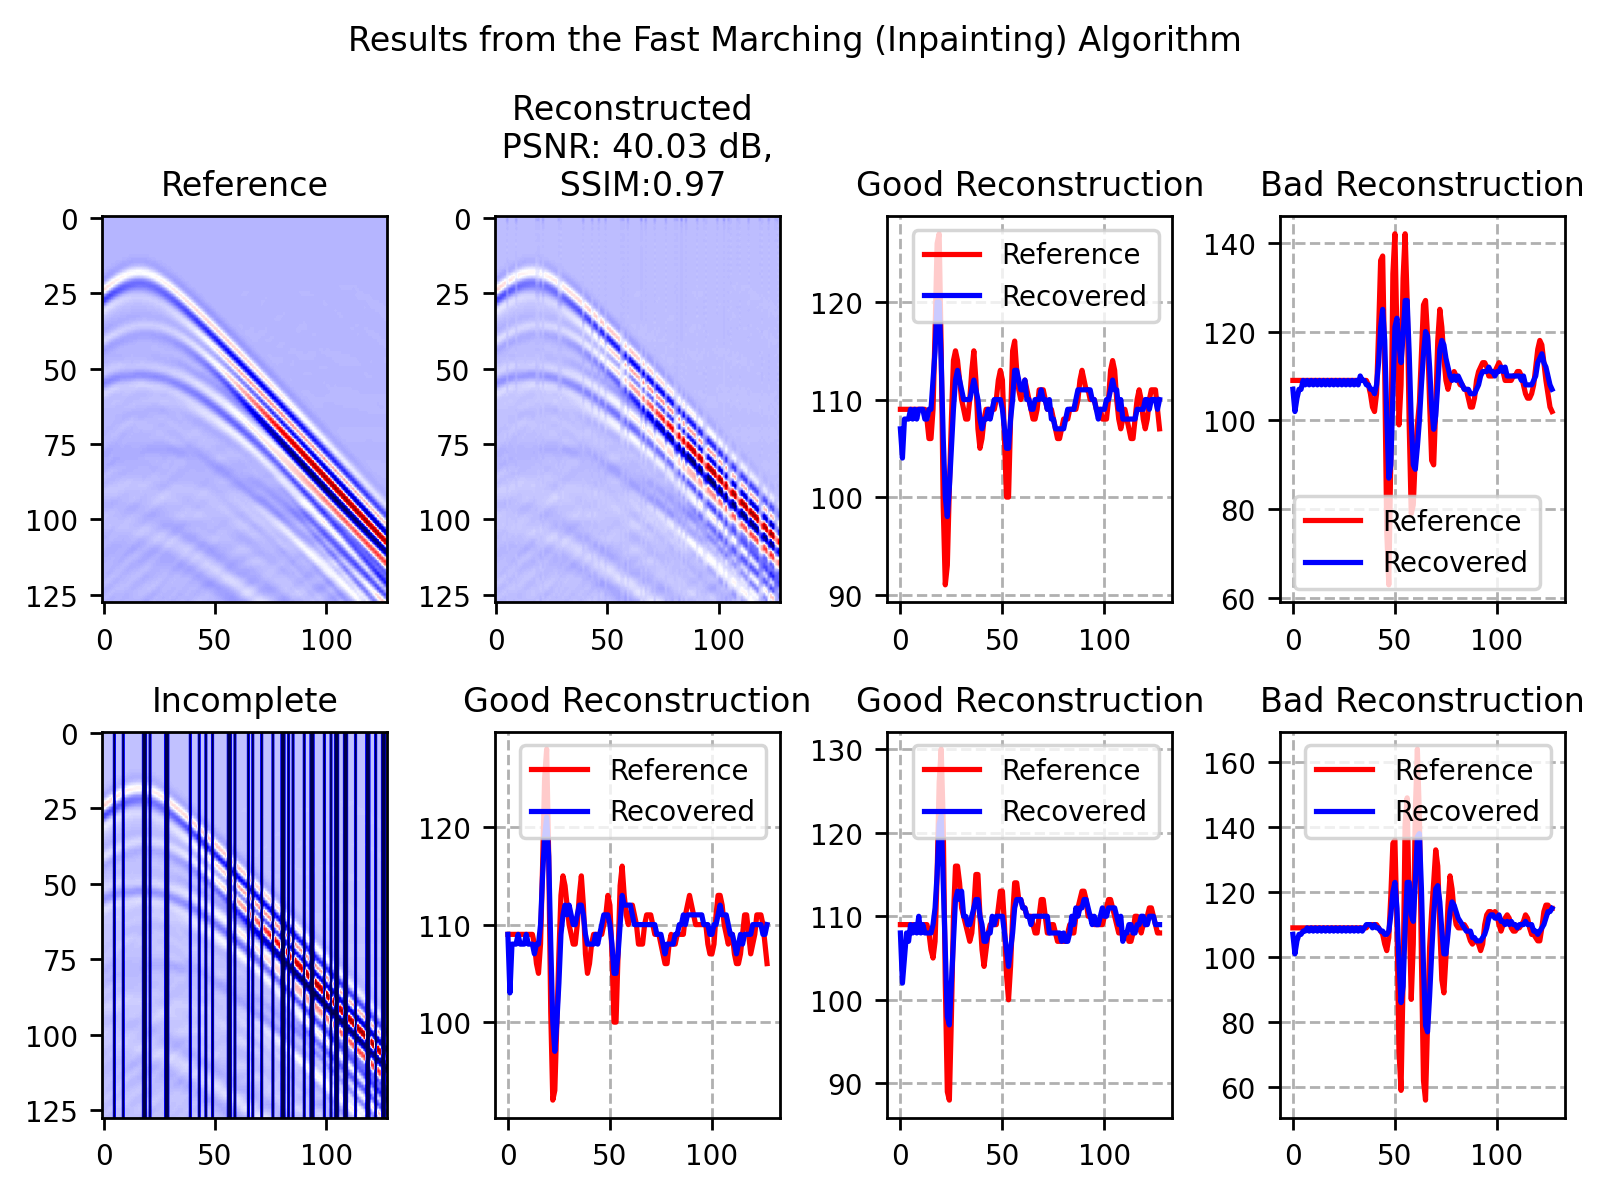 Results from the Fast Marching (Inpainting) Algorithm
Reference
0
25
50
75
100
125
0 50 100
Reconstructed
PSNR: 40.03 dB,
SSIM:0.97
0
25
50
75
100
125
0 50 100
Good Reconstruction
Reference
Recovered
120
110
100
90
0 50 100
Bad Reconstruction
140
120
100
80
60
Reference
Recovered
0 50 100
Incomplete
0
25
50
75
100
125
0 50 100
Good Reconstruction
Reference
Recovered
120
110
100
0 50 100
Good Reconstruction
Reference
Recovered
130
120
110
100
90
0 50 100
Bad Reconstruction
Reference
Recovered
160
140
120
100
80
60
0 50 100